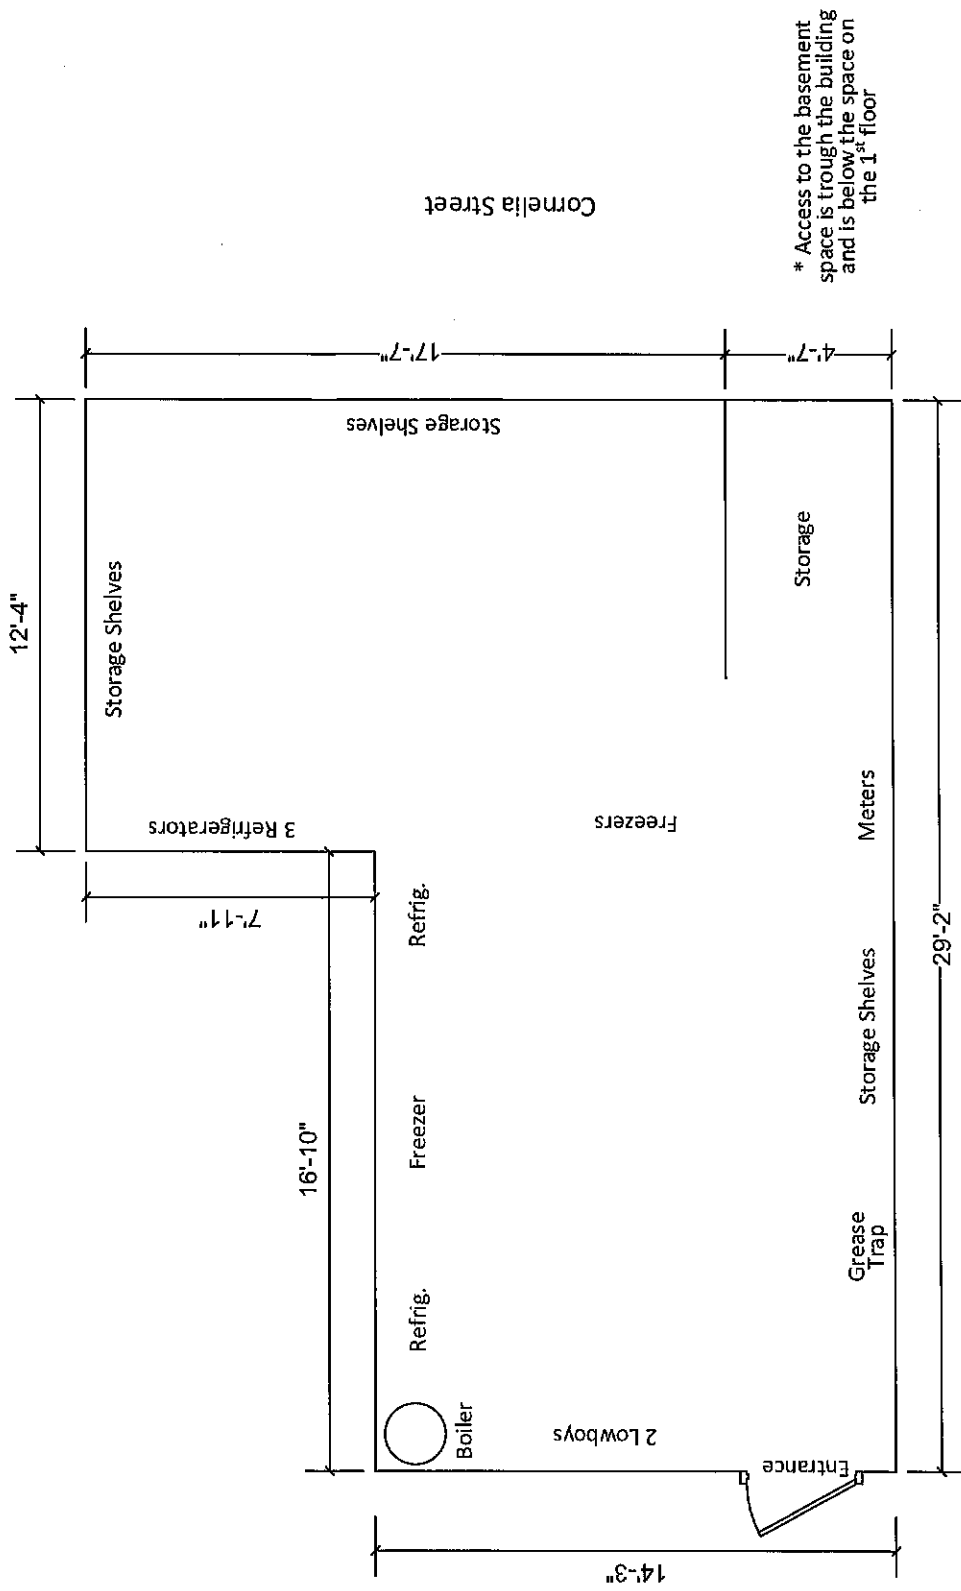 12'-4"
Storage Shelves
3 Refrigerators
7'-11"
16'-10"
Refrig.
Freezer
Refrig.
Boiler
2 Lowboys
Entrance
14'-3"
Grease
Trap
Storage Shelves
Meters
29'-2"
Freezers
Storage
Storage Shelves
17'-7"
4'-7"
Cornelia Street
* Access to the basement
space is trough the building
and is below the space on
the 1st floor